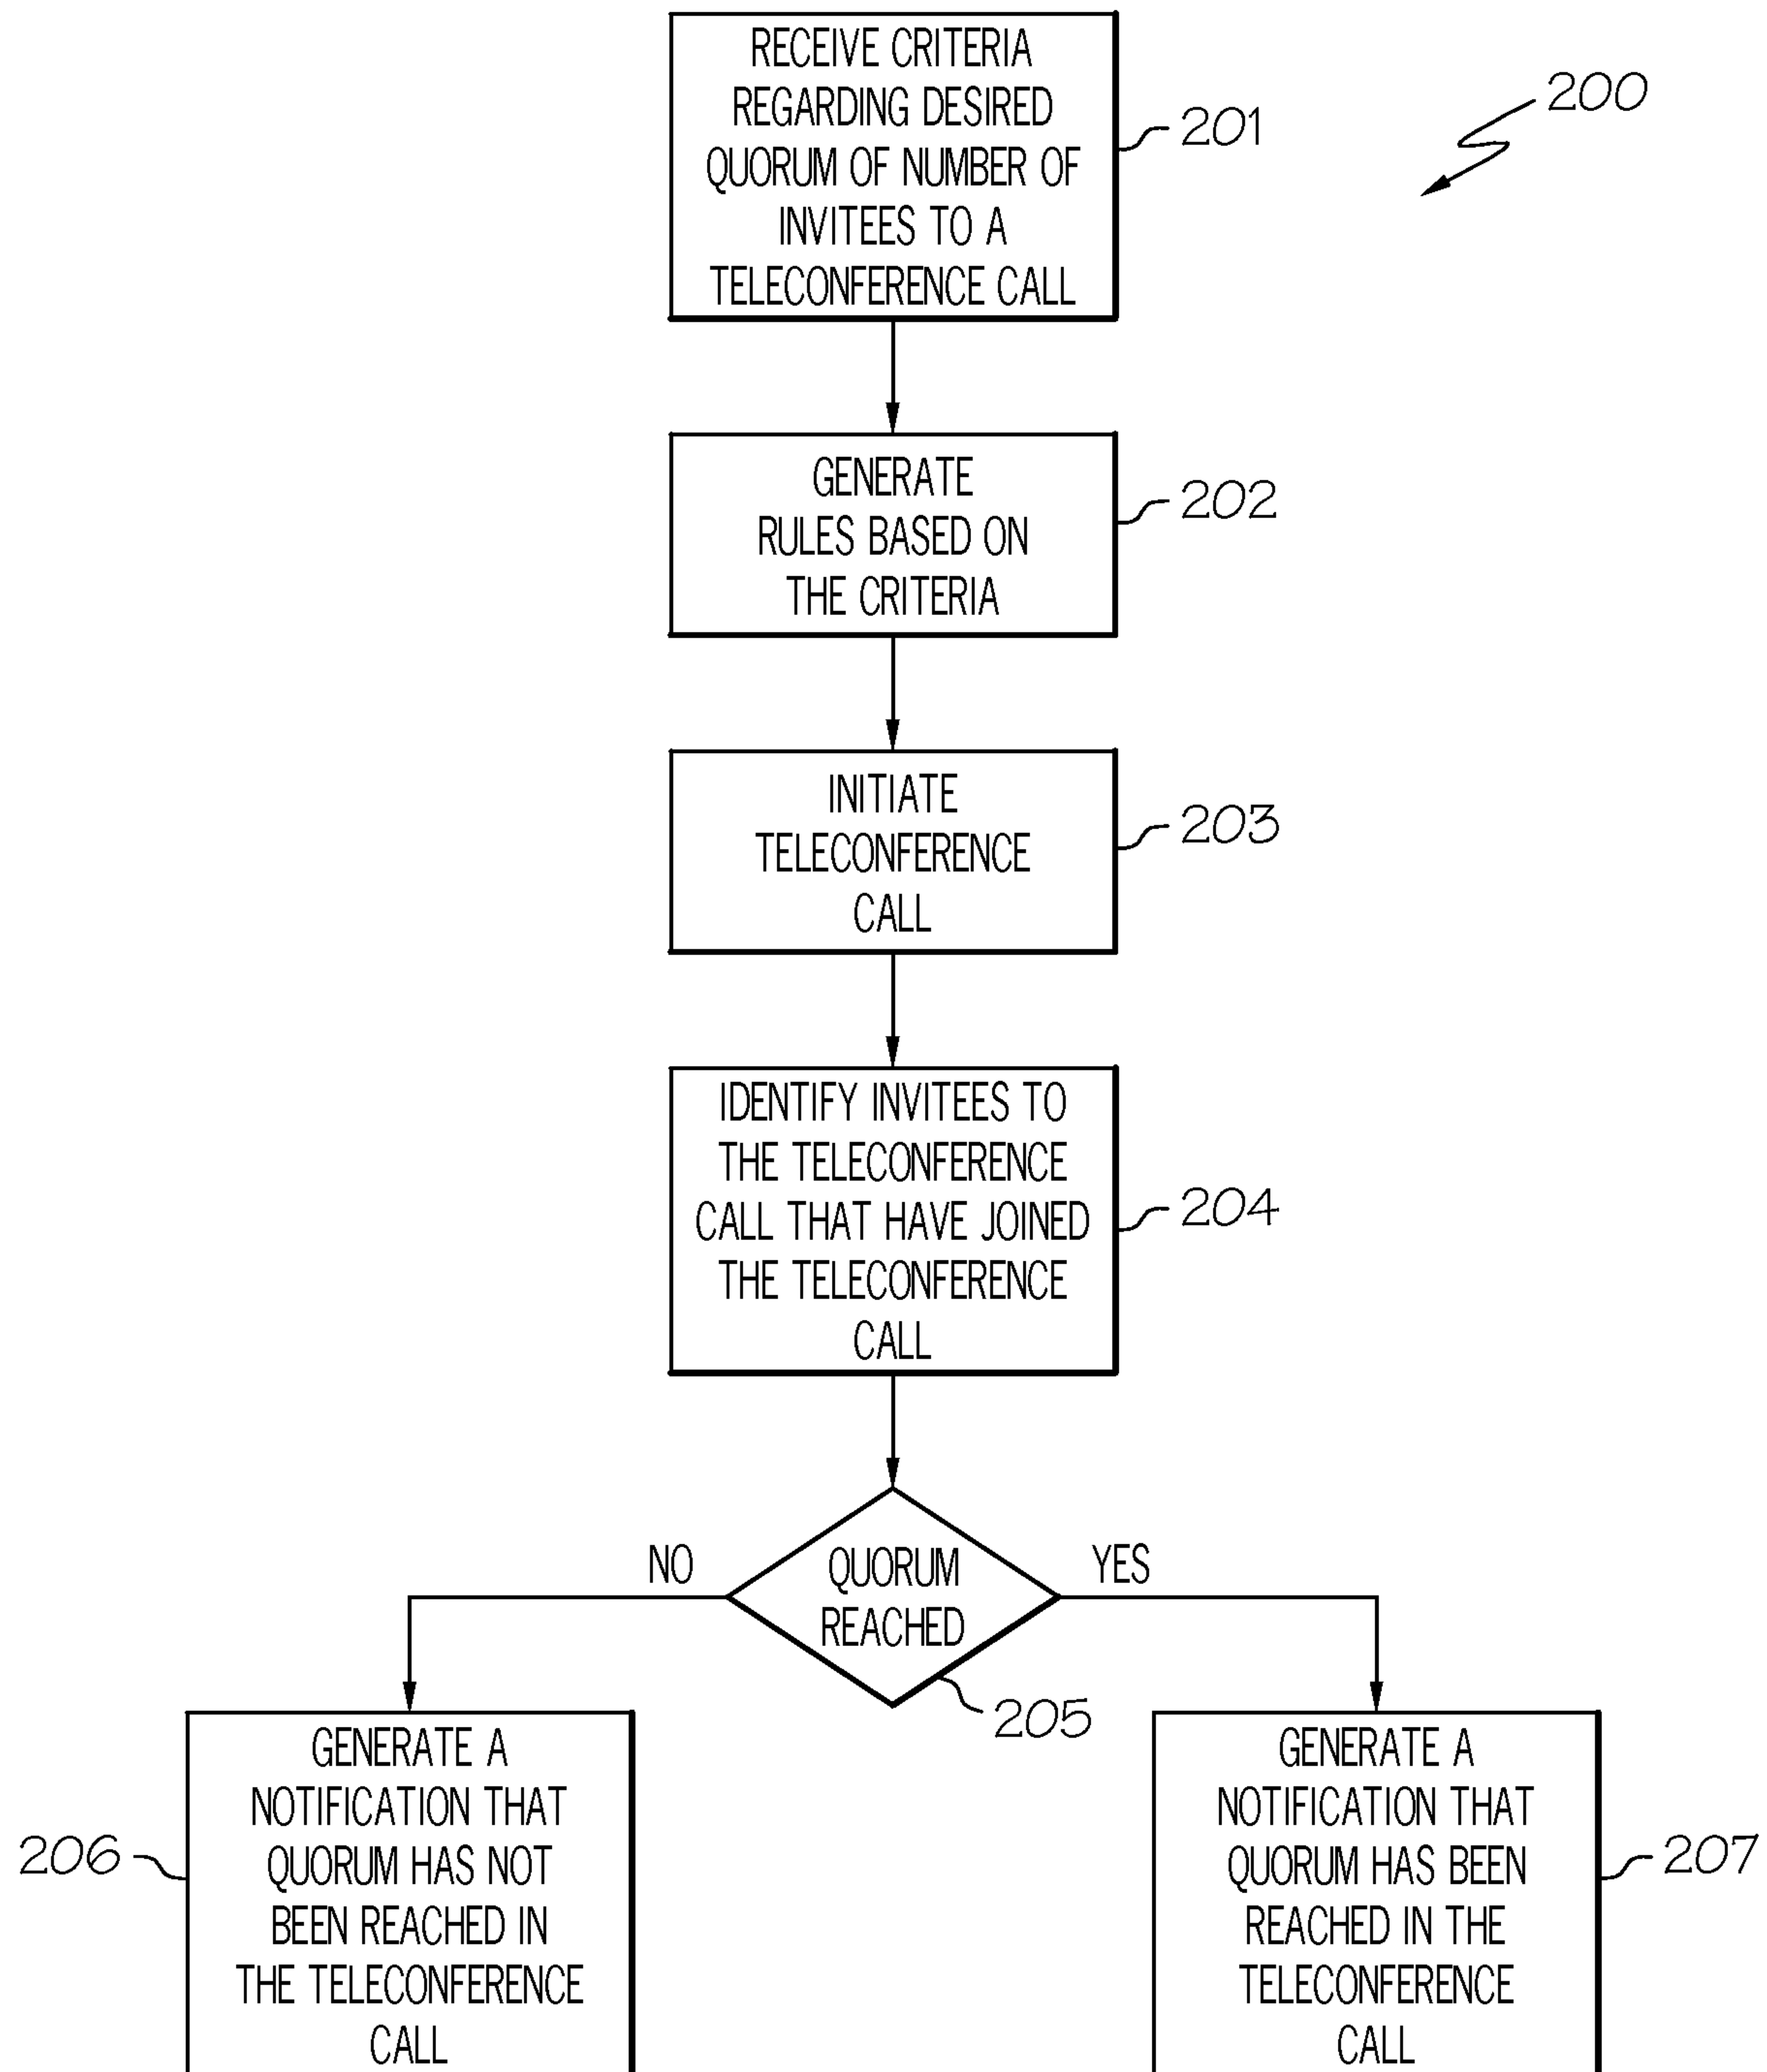 RECEIVE CRITERIA
REGARDING DESIRED
QUORUM OF NUMBER OF
INVITEES TO A
TELECONFERENCE CALL
201
200
GENERATE
RULES BASED ON
THE CRITERIA
202
INITIATE
TELECONFERENCE
CALL
203
IDENTIFY INVITEES TO
THE TELECONFERENCE
CALL THAT HAVE JOINED
THE TELECONFERENCE
CALL
204
NO
QUORUM
REACHED
YES
205
GENERATE A
NOTIFICATION THAT
QUORUM HAS NOT
BEEN REACHED IN
THE TELECONFERENCE
CALL
206
GENERATE A
NOTIFICATION THAT
QUORUM HAS BEEN
REACHED IN THE
TELECONFERENCE
CALL
207